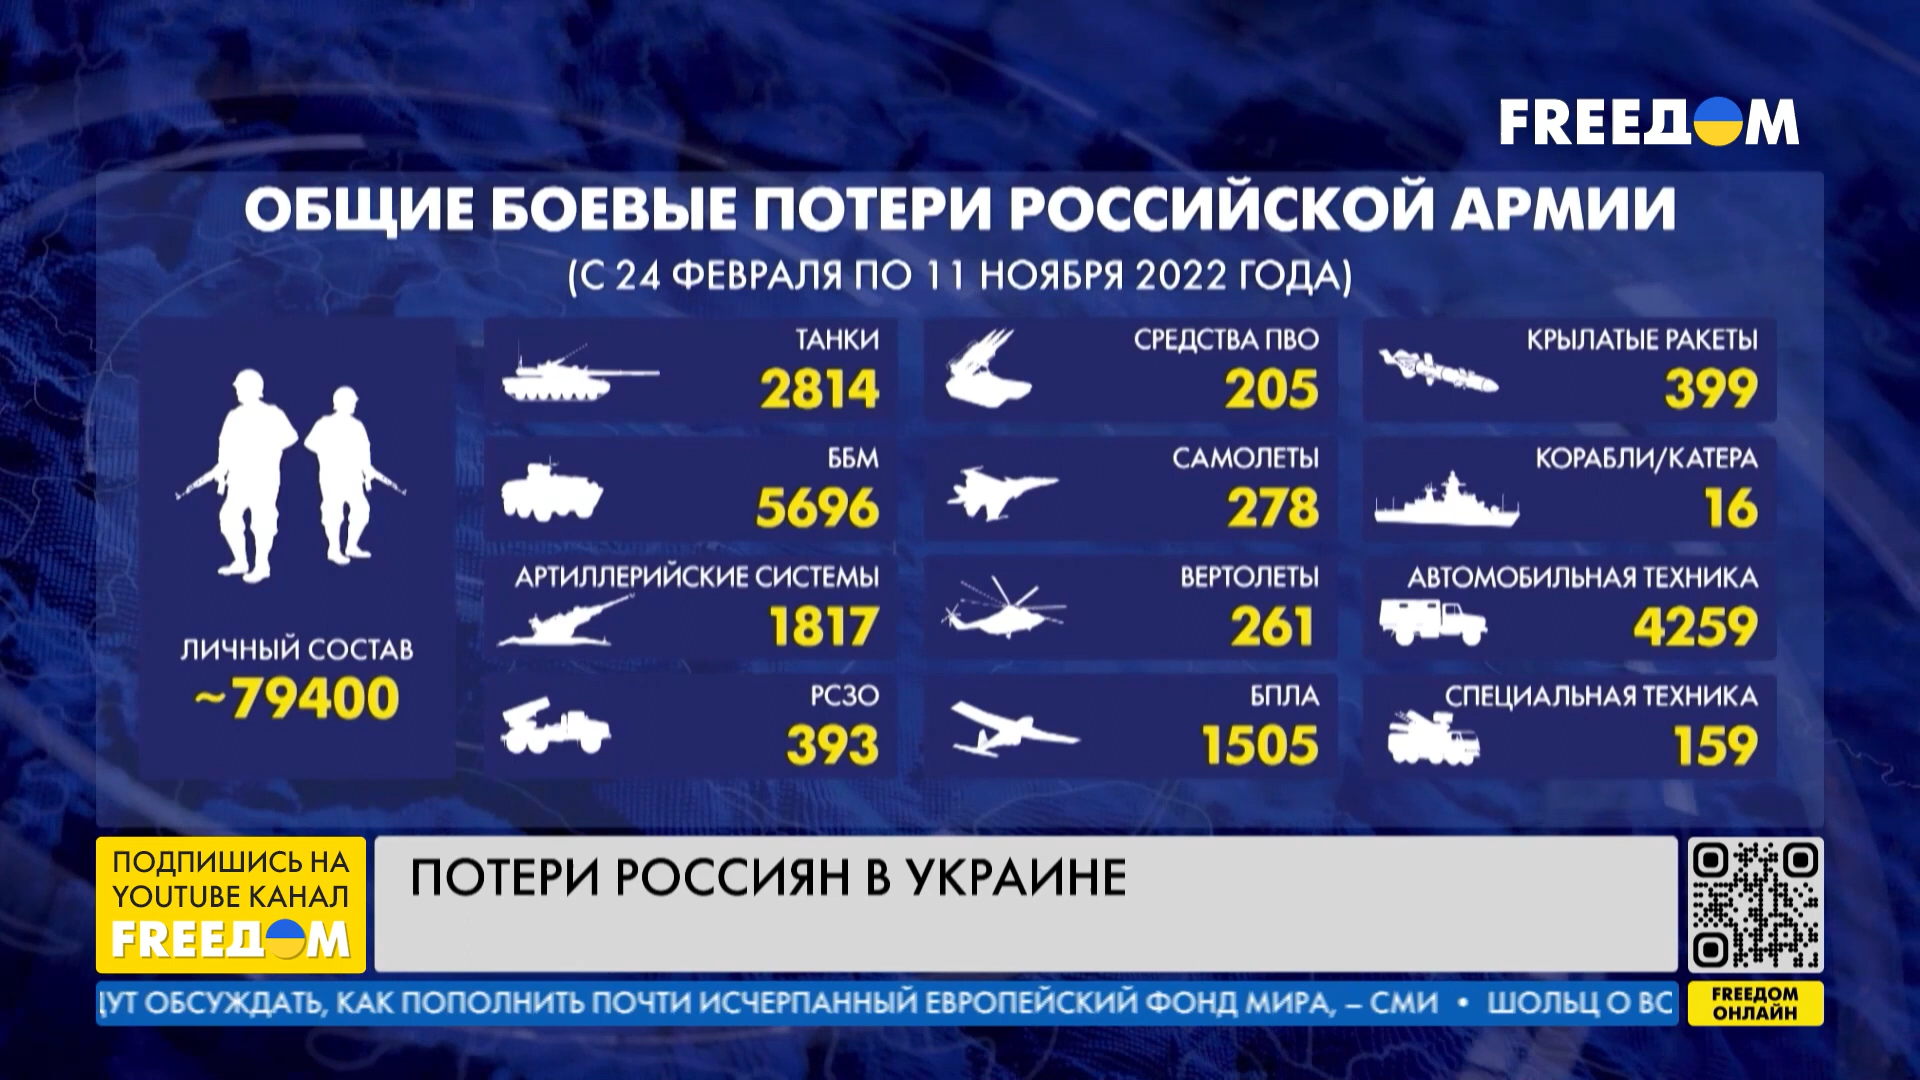 FREEДOM
ОБЩИЕ БОЕВЫЕ ПОТЕРИ РОССИЙСКОЙ АРМИИ
(С 24 ФЕВРАЛЯ ПО 11 НОЯБРЯ 2022 ГОДА)
ЛИЧНЫЙ СОСТАВ
~79400
ТАНКИ
2814
ББМ
5696
АРТИЛЛЕРИЙСКИЕ СИСТЕМЫ
1817
РСЗО
393
СРЕДСТВА ПВО
205
САМОЛЕТЫ
278
ВЕРТОЛЕТЫ
261
БПЛА
1505
КРЫЛАТЫЕ РАКЕТЫ
399
КОРАБЛИ/КАТЕРА
16
АВТОМОБИЛЬНАЯ ТЕХНИКА
4259
СПЕЦИАЛЬНАЯ ТЕХНИКА
159
ПОДПИШИСЬ НА
YOUTUBE КАНАЛ
FREEДOM
ПОТЕРИ РОССИЯН В УКРАИНЕ
ОБСУЖДАТЬ, КАК ПОПОЛНИТЬ ПОЧТИ ИСЧЕРПАННЫЙ ЕВРОПЕЙСКИЙ ФОНД МИРА, – СМИ • ШОЛЬЦ О
FREEДOM
ОНЛАЙН